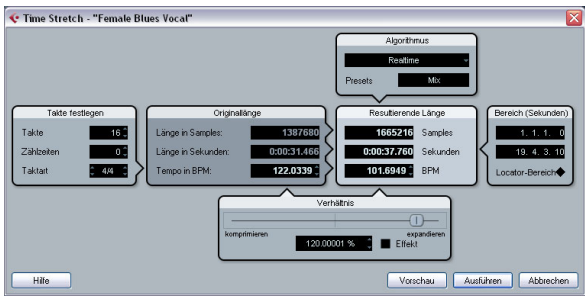 Time Stretch - "Female Blues Vocal"
Algorithmus
Realtime
Presets Mix
Takte festlegen
Takte 16
Zählzeiten 0
Taktart 4/4
Originallänge
Länge in Samples: 1387680
Länge in Sekunden: 0:00:31.466
Tempo in BPM: 122.0339
Resultierende Länge
1665216 Samples
0:00:37.760 Sekunden
101.6949 BPM
Bereich (Sekunden)
1. 1. 1. 0
19. 4. 3. 10
Locator-Bereich
Verhältnis
komprimieren expandieren
120.00001 % Effekt
Hilfe Vorschau Ausführen Abbrechen